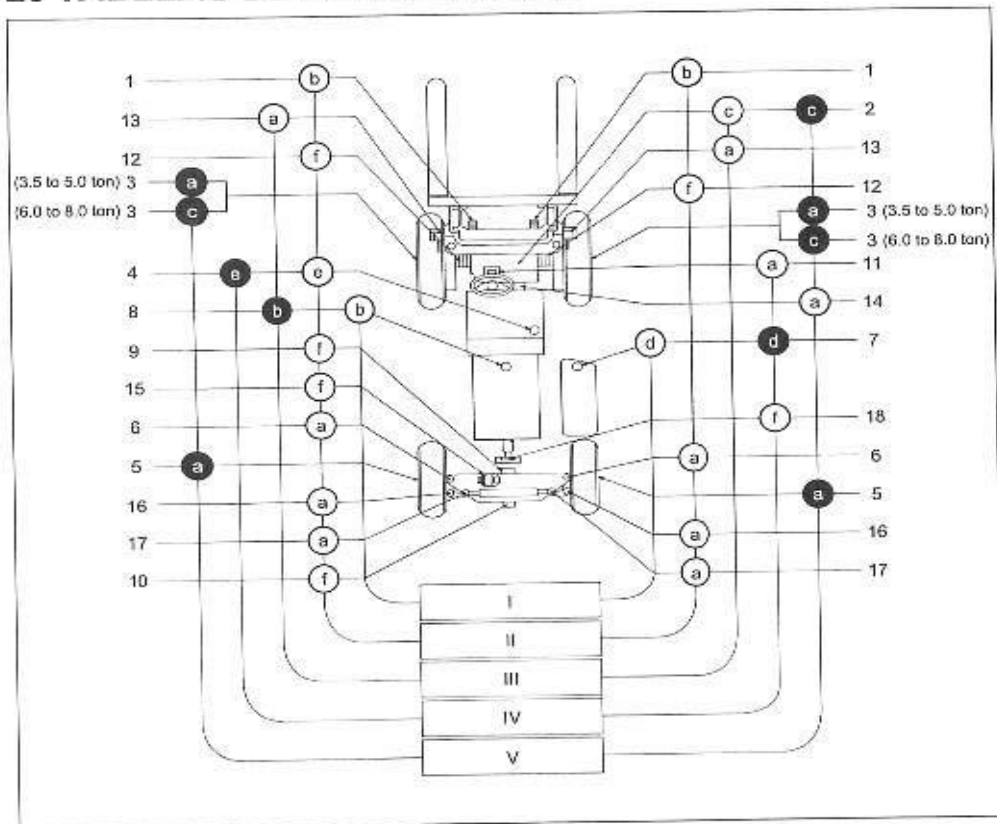 1 b b 1
13 a c c 2
12 f a 13
(3.5 to 5.0 ton) 3 a f 12
(6.0 to 8.0 ton) 3 c a 3 (3.5 to 5.0 ton)
c 3 (6.0 to 8.0 ton)
4 e e a 11
8 b b a 14
9 f d d 7
15 f f 18
6 a a 6
5 a a 5
16 a a 16
17 a a 17
10 f
I
II
III
IV
V